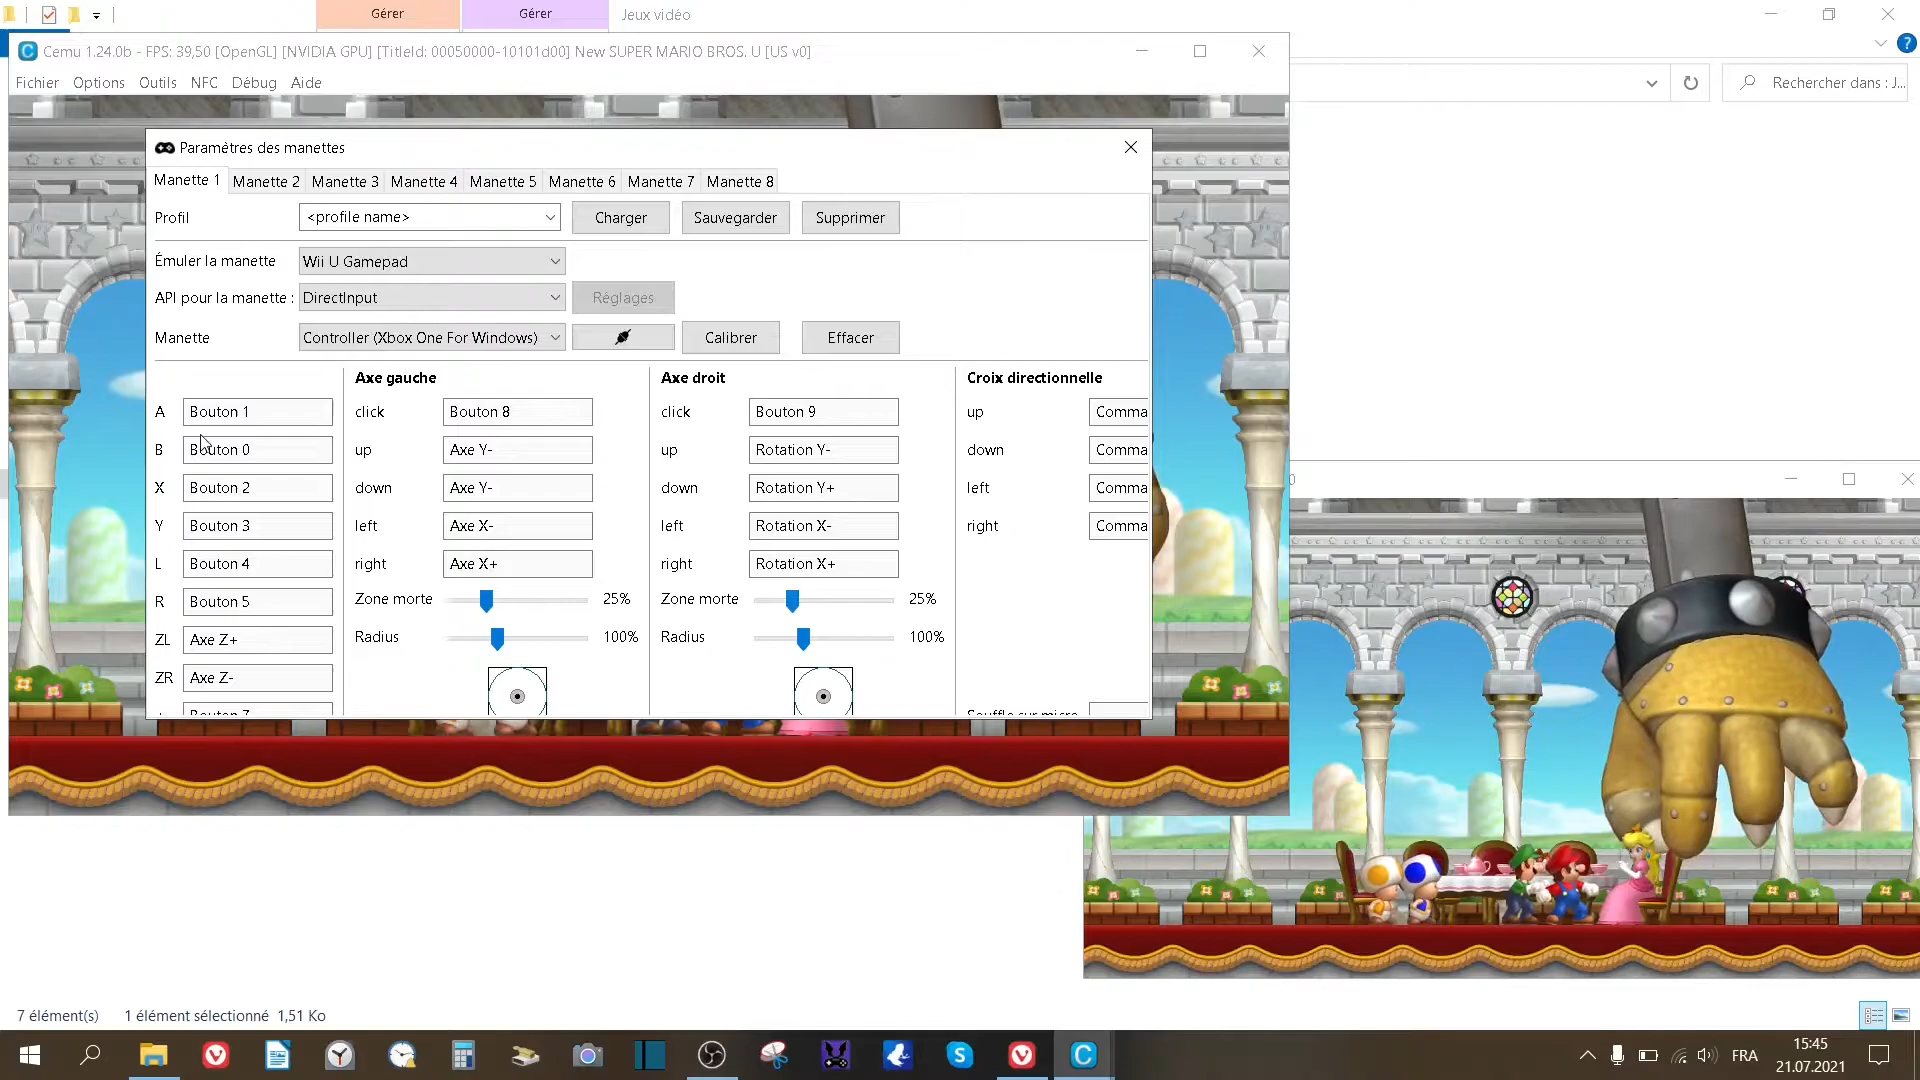 Gérer
Gérer
Jeux vidéo
Cemu 1.24.0b - FPS: 39,50 [OpenGL] [NVIDIA GPU] [TitleId: 00050000-10101d00] New SUPER MARIO BROS. U [US v0]
Fichier Options Outils NFC Débug Aide
Rechercher dans : J...
Paramètres des manettes
Manette 1 Manette 2 Manette 3 Manette 4 Manette 5 Manette 6 Manette 7 Manette 8
Profil <profile name> Charger Sauvegarder Supprimer
Émuler la manette Wii U Gamepad
API pour la manette : DirectInput Réglages
Manette Controller (Xbox One For Windows) Calibrer Effacer
Axe gauche Axe droit Croix directionnelle
A Bouton 1 click Bouton 8 click Bouton 9 up Comma
B Bouton 0 up Axe Y- up Rotation Y- down Comma
X Bouton 2 down Axe Y- down Rotation Y+ left Comma
Y Bouton 3 left Axe X- left Rotation X- right Comma
L Bouton 4 right Axe X+ right Rotation X+
R Bouton 5 Zone morte 25% Zone morte 25%
ZL Axe Z+ Radius 100% Radius 100%
ZR Axe Z-
Bouton 7 Souffle sur micro
7 élément(s) 1 élément sélectionné 1,51 Ko
FRA
15:45
21.07.2021